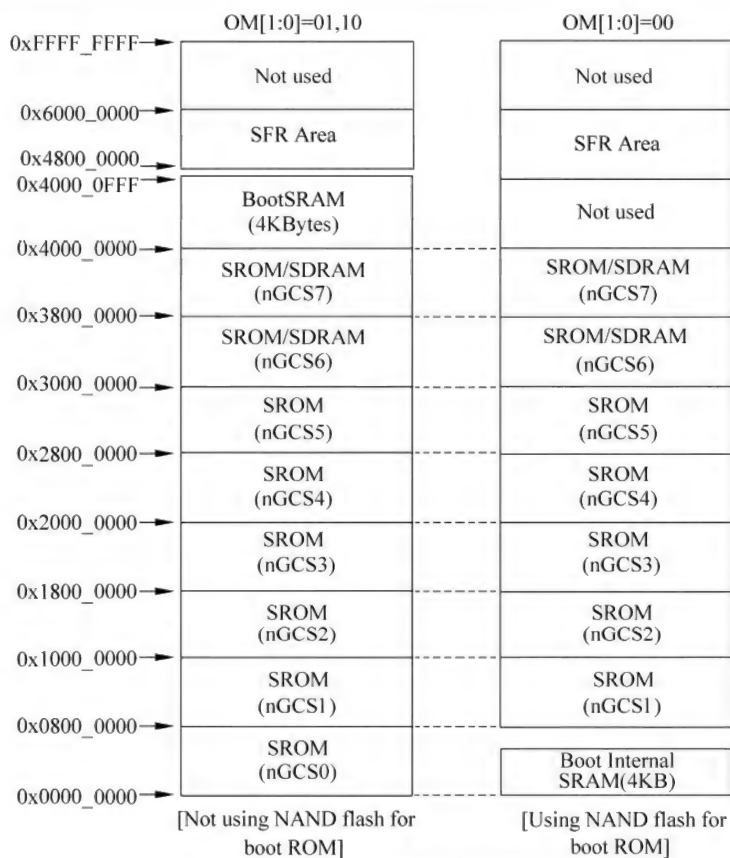 OM[1:0]=01,10
OM[1:0]=00
0xFFFF_FFFF
Not used
Not used
0x6000_0000
SFR Area
SFR Area
0x4800_0000
0x4000_0FFF
BootSRAM
(4KBytes)
Not used
0x4000_0000
SROM/SDRAM
(nGCS7)
SROM/SDRAM
(nGCS7)
0x3800_0000
SROM/SDRAM
(nGCS6)
SROM/SDRAM
(nGCS6)
0x3000_0000
SROM
(nGCS5)
SROM
(nGCS5)
0x2800_0000
SROM
(nGCS4)
SROM
(nGCS4)
0x2000_0000
SROM
(nGCS3)
SROM
(nGCS3)
0x1800_0000
SROM
(nGCS2)
SROM
(nGCS2)
0x1000_0000
SROM
(nGCS1)
SROM
(nGCS1)
0x0800_0000
SROM
(nGCS0)
Boot Internal
SRAM(4KB)
0x0000_0000
[Not using NAND flash for
boot ROM]
[Using NAND flash for
boot ROM]